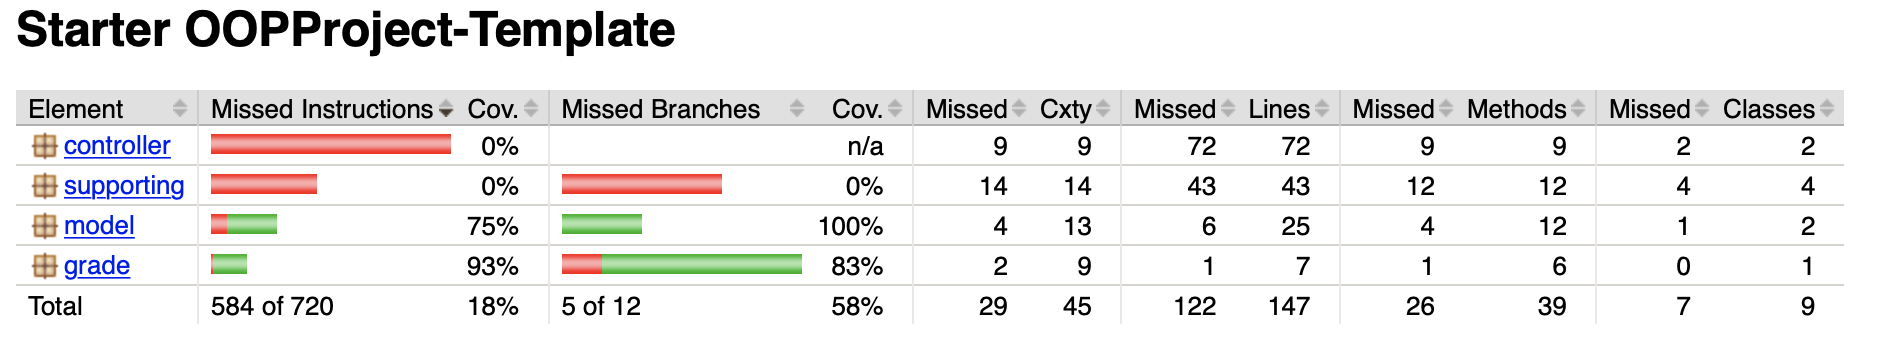 Starter OOPProject-Template
Element Missed Instructions Cov. Missed Branches Cov. Missed Cxty Missed Lines Missed Methods Missed Classes
controller 0% n/a 9 9 72 72 9 9 2 2
supporting 0% 0% 14 14 43 43 12 12 4 4
model 75% 100% 4 13 6 25 4 12 1 2
grade 93% 83% 2 9 1 7 1 6 0 1
Total 584 of 720 18% 5 of 12 58% 29 45 122 147 26 39 7 9